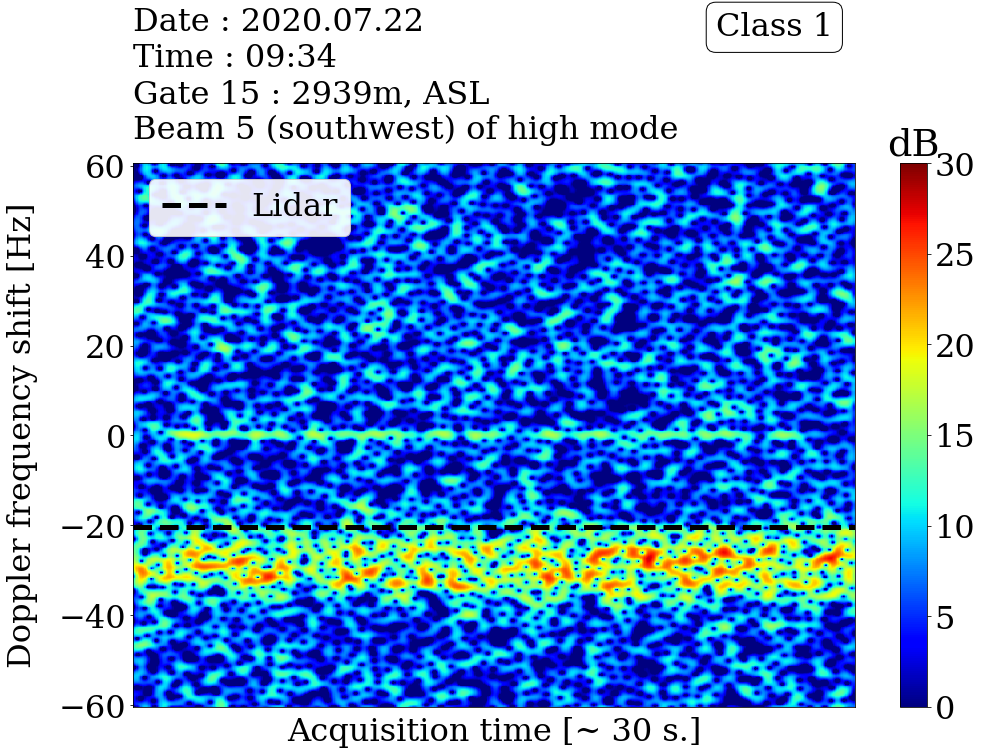 Date : 2020.07.22
Time : 09:34
Gate 15 : 2939m, ASL
Beam 5 (southwest) of high mode
Class 1
dB
Lidar
Doppler frequency shift [Hz]
60
40
20
0
−20
−40
−60
Acquisition time [~ 30 s.]
30
25
20
15
10
5
0